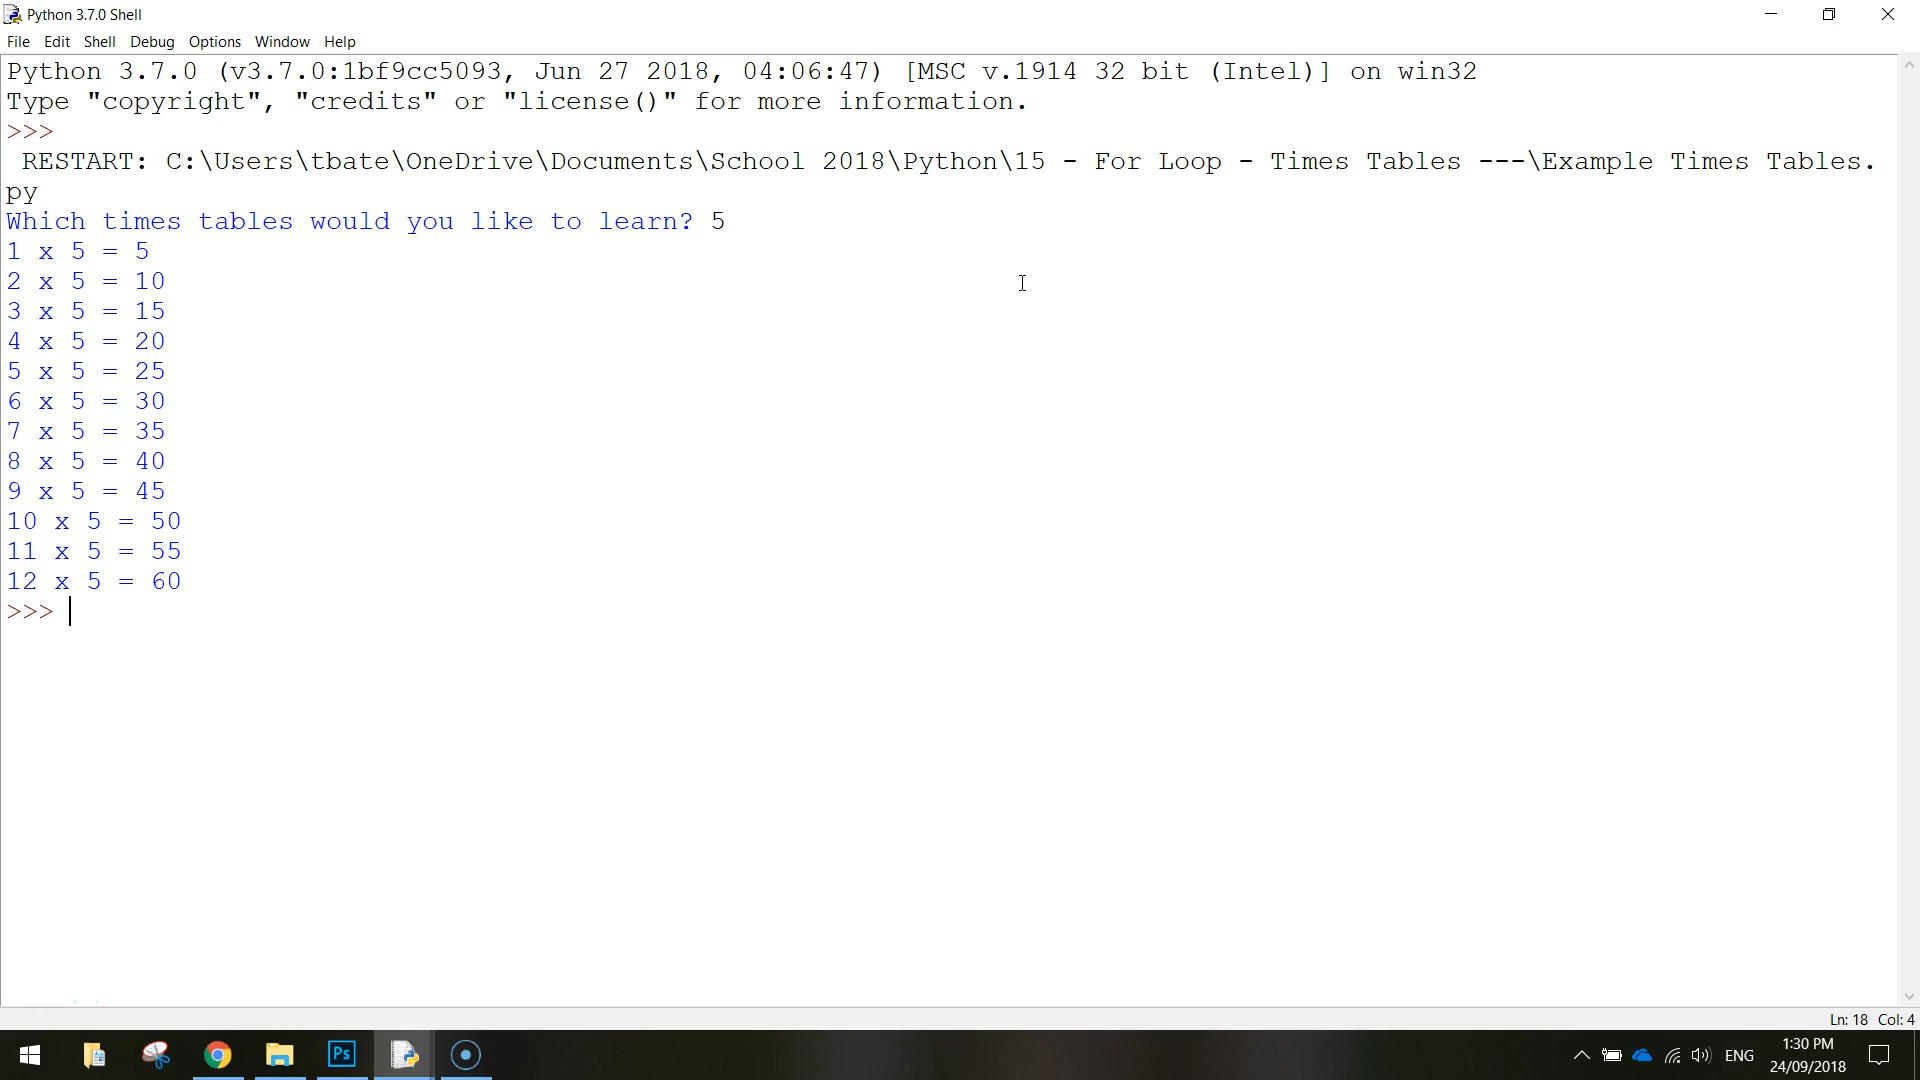 Python 3.7.0 Shell
File Edit Shell Debug Options Window Help
Python 3.7.0 (v3.7.0:1bf9cc5093, Jun 27 2018, 04:06:47) [MSC v.1914 32 bit (Intel)] on win32
Type "copyright", "credits" or "license()" for more information.
>>>
 RESTART: C:\Users\tbate\OneDrive\Documents\School 2018\Python\15 - For Loop - Times Tables ---\Example Times Tables.
py
Which times tables would you like to learn? 5
1 x 5 = 5
2 x 5 = 10
3 x 5 = 15
4 x 5 = 20
5 x 5 = 25
6 x 5 = 30
7 x 5 = 35
8 x 5 = 40
9 x 5 = 45
10 x 5 = 50
11 x 5 = 55
12 x 5 = 60
>>>
Ln: 18 Col: 4
Ps
ENG
1:30 PM
24/09/2018